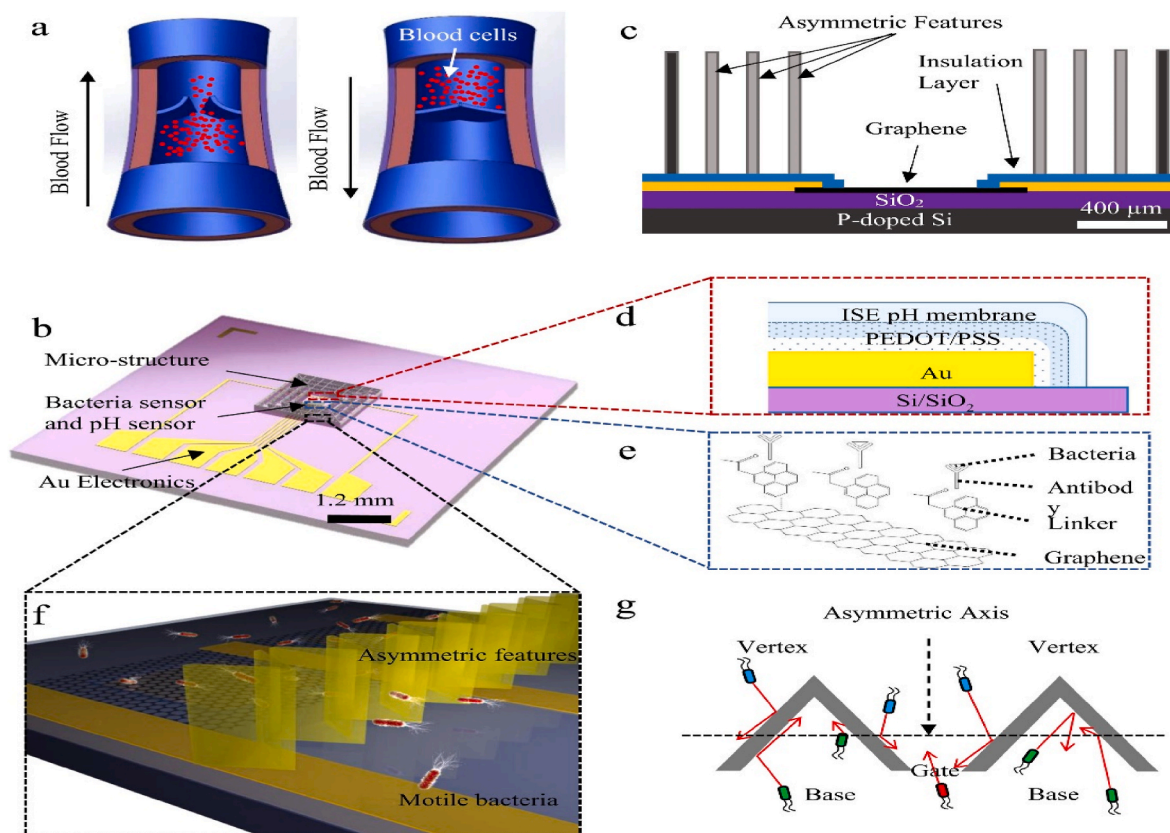 a
Blood Flow
Blood cells
Blood Flow
c
Asymmetric Features
Insulation
Layer
Graphene
SiO₂
P-doped Si
400 μm
b
Micro-structure
Bacteria sensor
and pH sensor
Au Electronics
1.2 mm
d
ISE pH membrane
PEDOT/PSS
Au
Si/SiO₂
e
Bacteria
Antibod
y
Linker
Graphene
f
Asymmetric features
Motile bacteria
g
Asymmetric Axis
Vertex
Vertex
Gate
Base
Base